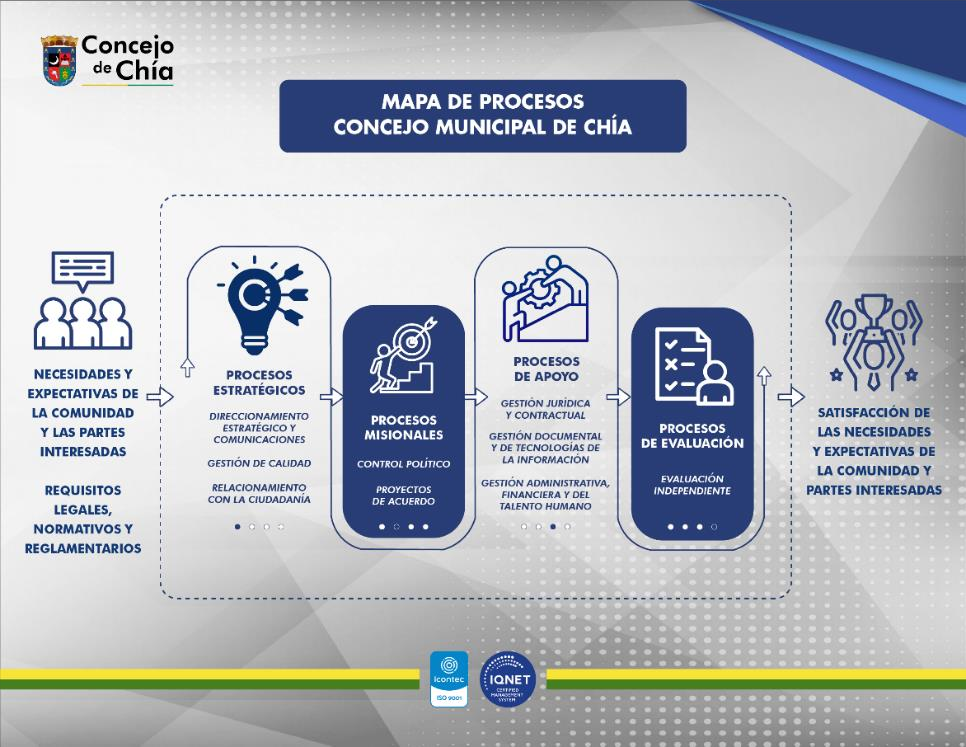 Concejo
de Chía
MAPA DE PROCESOS
CONCEJO MUNICIPAL DE CHÍA
NECESIDADES Y
EXPECTATIVAS DE
LA COMUNIDAD
Y LAS PARTES
INTERESADAS
REQUISITOS
LEGALES,
NORMATIVOS Y
REGLAMENTARIOS
PROCESOS
ESTRATÉGICOS
DIRECCIONAMIENTO
ESTRATÉGICO Y
COMUNICACIONES
GESTIÓN DE CALIDAD
RELACIONAMIENTO
CON LA CIUDADANÍA
PROCESOS
MISIONALES
CONTROL POLÍTICO
PROYECTOS
DE ACUERDO
PROCESOS
DE APOYO
GESTIÓN JURÍDICA
Y CONTRACTUAL
GESTIÓN DOCUMENTAL
Y DE TECNOLOGÍAS DE
LA INFORMACIÓN
GESTIÓN ADMINISTRATIVA,
FINANCIERA Y DEL
TALENTO HUMANO
PROCESOS
DE EVALUACIÓN
EVALUACIÓN
INDEPENDIENTE
SATISFACCIÓN DE
LAS NECESIDADES
Y EXPECTATIVAS DE
LA COMUNIDAD Y
PARTES INTERESADAS
icontec
ISO 9001
IQNET
CERTIFIED
MANAGEMENT
SYSTEM